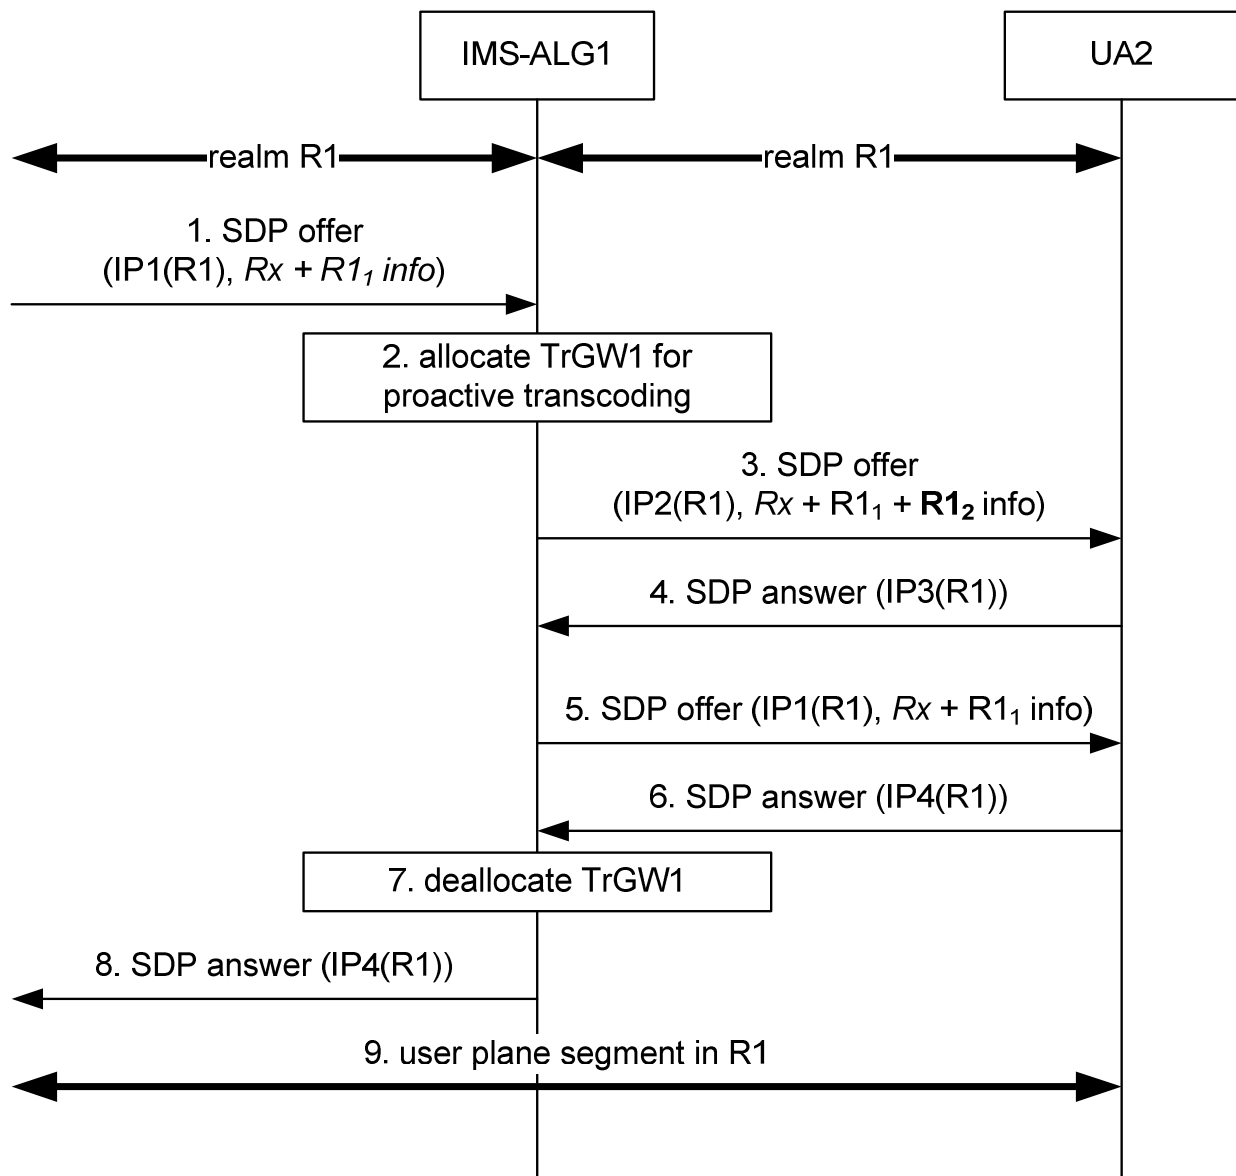 IMS-ALG1
UA2
realm R1
realm R1
1. SDP offer
(IP1(R1), Rx + R1₁ info)
2. allocate TrGW1 for
proactive transcoding
3. SDP offer
(IP2(R1), Rx + R1₁ + R1₂ info)
4. SDP answer (IP3(R1))
5. SDP offer (IP1(R1), Rx + R1₁ info)
6. SDP answer (IP4(R1))
7. deallocate TrGW1
8. SDP answer (IP4(R1))
9. user plane segment in R1